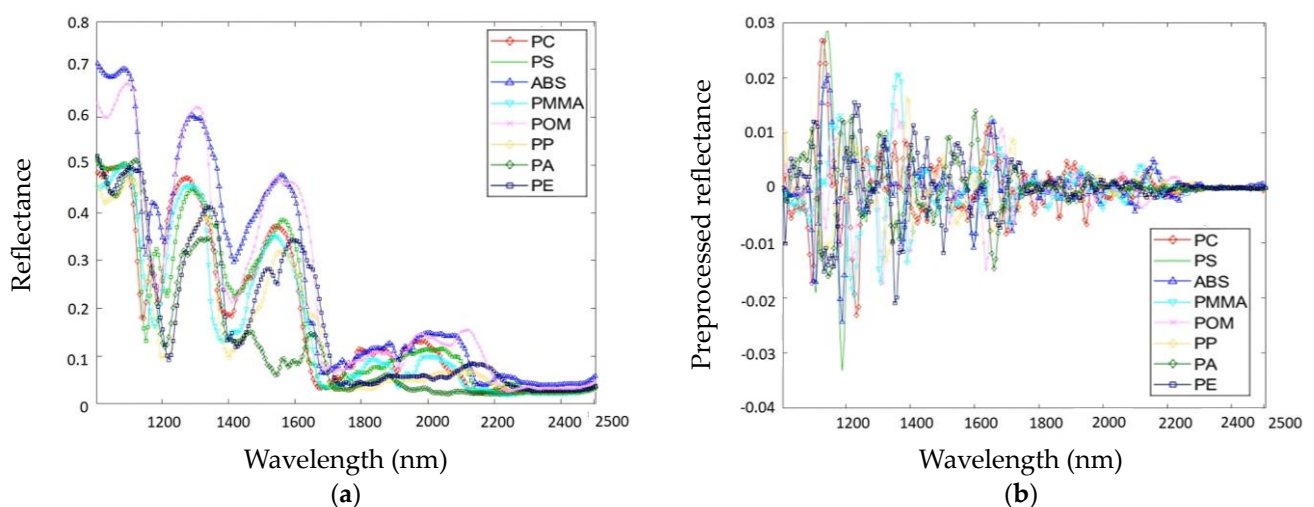 0.8
0.7
0.6
0.5
0.4
0.3
0.2
0.1
0
Reflectance
PC
PS
ABS
PMMA
POM
PP
PA
PE
1200 1400 1600 1800 2000 2200 2400 2500
Wavelength (nm)
(a)
0.03
0.02
0.01
0
-0.01
-0.02
-0.03
-0.04
Preprocessed reflectance
PC
PS
ABS
PMMA
POM
PP
PA
PE
1200 1400 1600 1800 2000 2200 2500
Wavelength (nm)
(b)